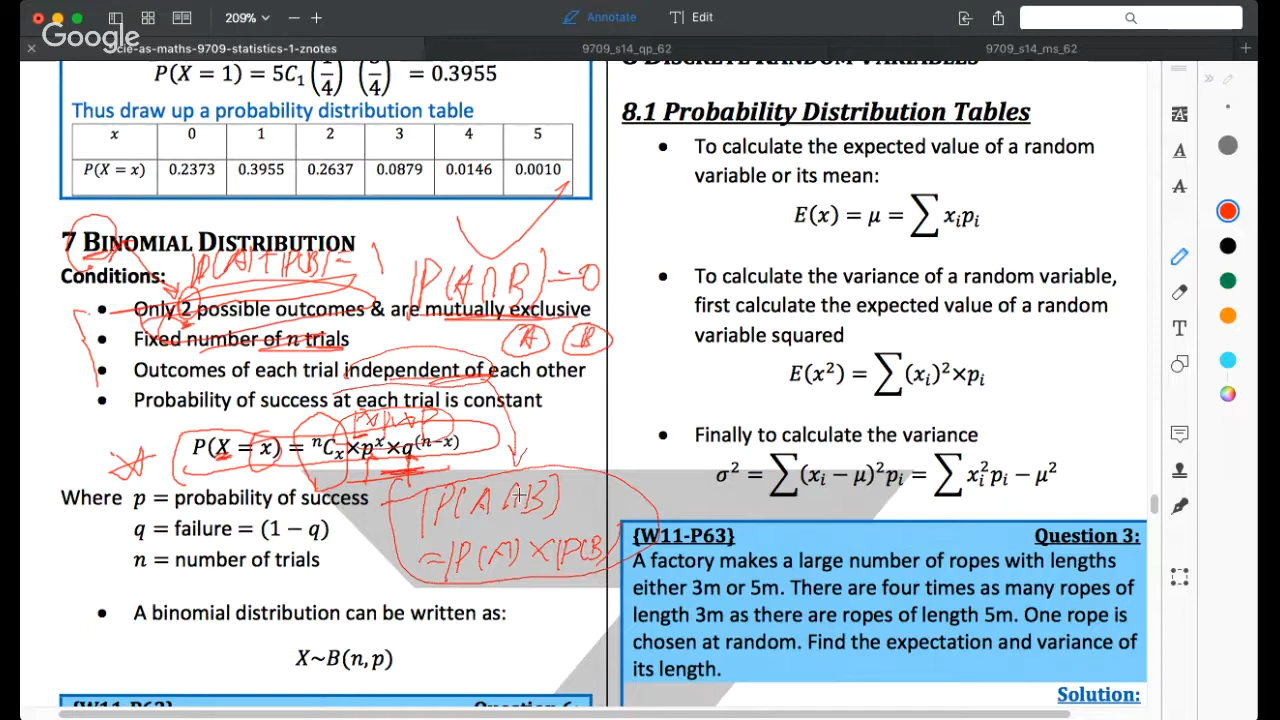 209%
Annotate
Edit
Google
cie-as-maths-9709-statistics-1-znotes
9709_s14_qp_62
9709_s14_ms_62
P(X = 1) = 5C₁ (1/4) (3/4) = 0.3955
Thus draw up a probability distribution table
x 0 1 2 3 4 5
P(X = x) 0.2373 0.3955 0.2637 0.0879 0.0146 0.0010
7 BINOMIAL DISTRIBUTION
P(A)+P(B)=1
P(A∩B)=0
Conditions:
• Only 2 possible outcomes & are mutually exclusive
• Fixed number of n trials
A B
• Outcomes of each trial independent of each other
• Probability of success at each trial is constant
P(X = x) = ⁿCₓ×pˣ×q⁽ⁿ⁻ˣ⁾
P(A∩B)
=P(A)×P(B
Where p = probability of success
q = failure = (1 − q)
n = number of trials
• A binomial distribution can be written as:
X~B(n, p)
8.1 Probability Distribution Tables
• To calculate the expected value of a random
variable or its mean:
E(x) = μ = ∑ xᵢpᵢ
• To calculate the variance of a random variable,
first calculate the expected value of a random
variable squared
E(x²) = ∑(xᵢ)²×pᵢ
• Finally to calculate the variance
σ² = ∑(xᵢ − μ)²pᵢ = ∑ xᵢ²pᵢ − μ²
{W11-P63} Question 3:
A factory makes a large number of ropes with lengths
either 3m or 5m. There are four times as many ropes of
length 3m as there are ropes of length 5m. One rope is
chosen at random. Find the expectation and variance of
its length.
Solution: